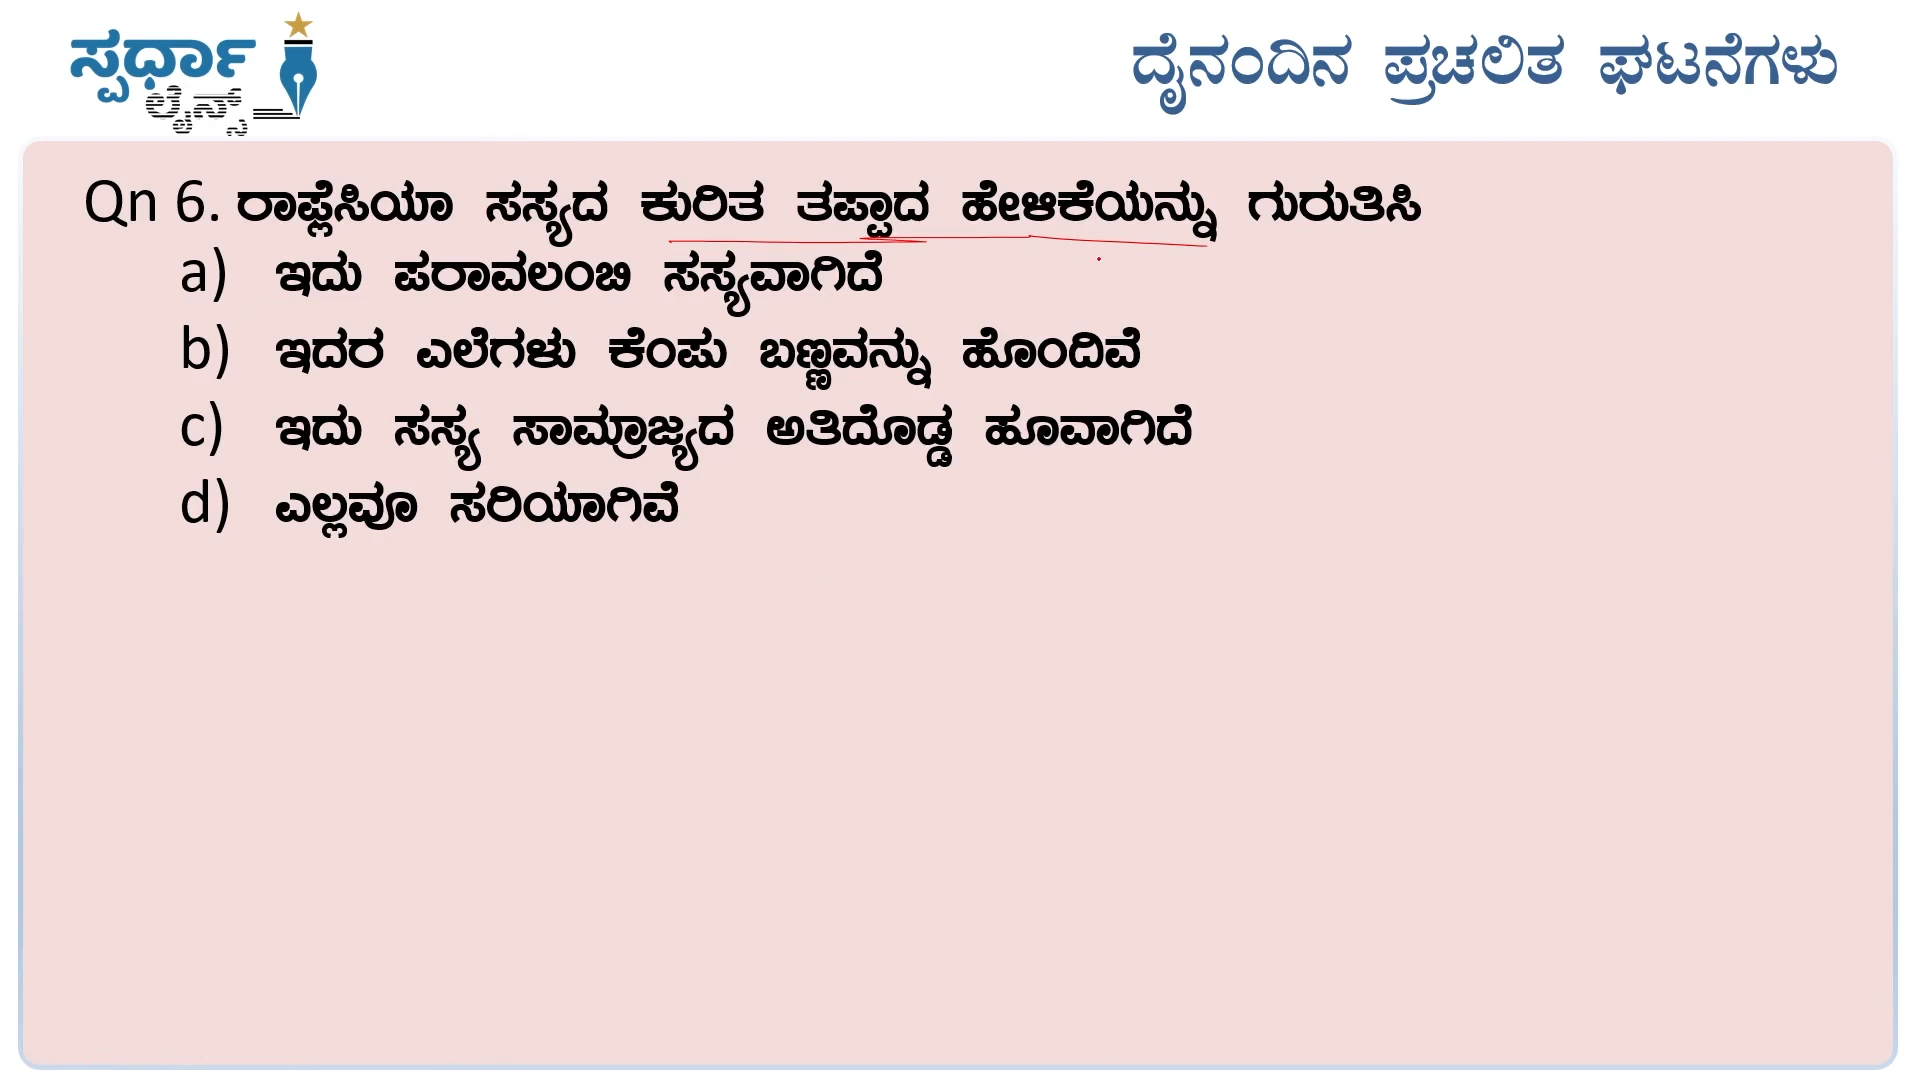 ಸ್ಪರ್ಧಾ
ಲೈನ್ಸ್
ದೈನಂದಿನ ಪ್ರಚಲಿತ ಘಟನೆಗಳು
Qn 6. ರಾಫ್ಲೆಸಿಯಾ ಸಸ್ಯದ ಕುರಿತ ತಪ್ಪಾದ ಹೇಳಿಕೆಯನ್ನು ಗುರುತಿಸಿ
a) ಇದು ಪರಾವಲಂಬಿ ಸಸ್ಯವಾಗಿದೆ
b) ಇದರ ಎಲೆಗಳು ಕೆಂಪು ಬಣ್ಣವನ್ನು ಹೊಂದಿವೆ
c) ಇದು ಸಸ್ಯ ಸಾಮ್ರಾಜ್ಯದ ಅತಿದೊಡ್ಡ ಹೂವಾಗಿದೆ
d) ಎಲ್ಲವೂ ಸರಿಯಾಗಿವೆ